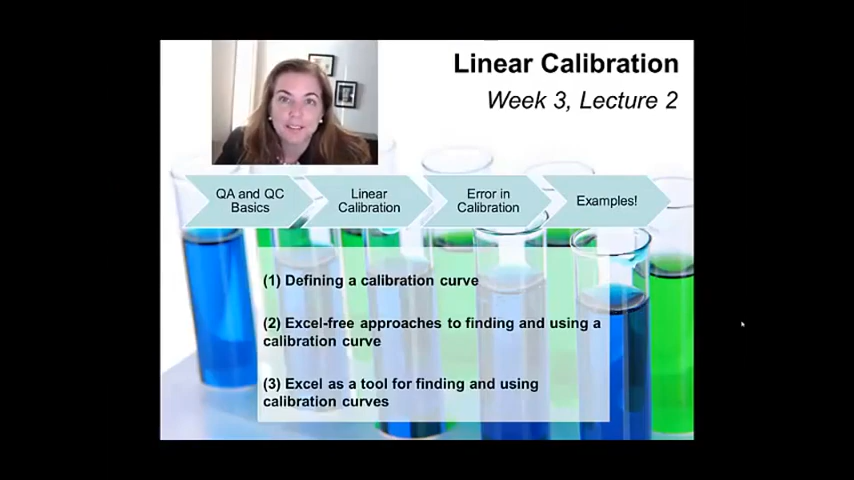 Linear Calibration
Week 3, Lecture 2
QA and QC
Basics
Linear
Calibration
Error in
Calibration
Examples!
(1) Defining a calibration curve
(2) Excel-free approaches to finding and using a
calibration curve
(3) Excel as a tool for finding and using
calibration curves